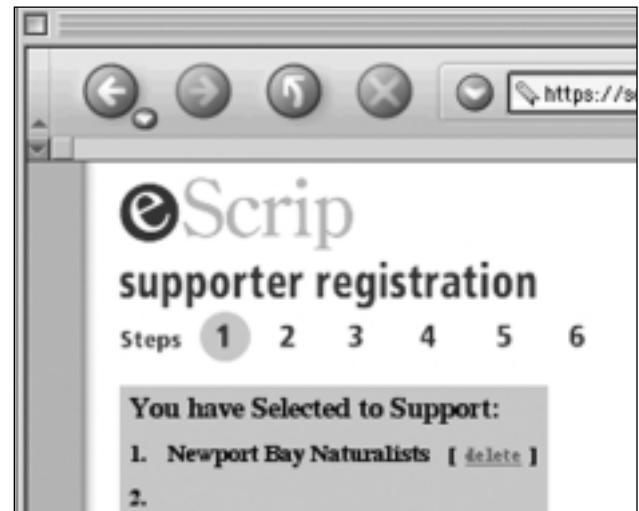 https://se
eScrip
supporter registration
Steps 1 2 3 4 5 6
You have Selected to Support:
1. Newport Bay Naturalists [ delete ]
2.